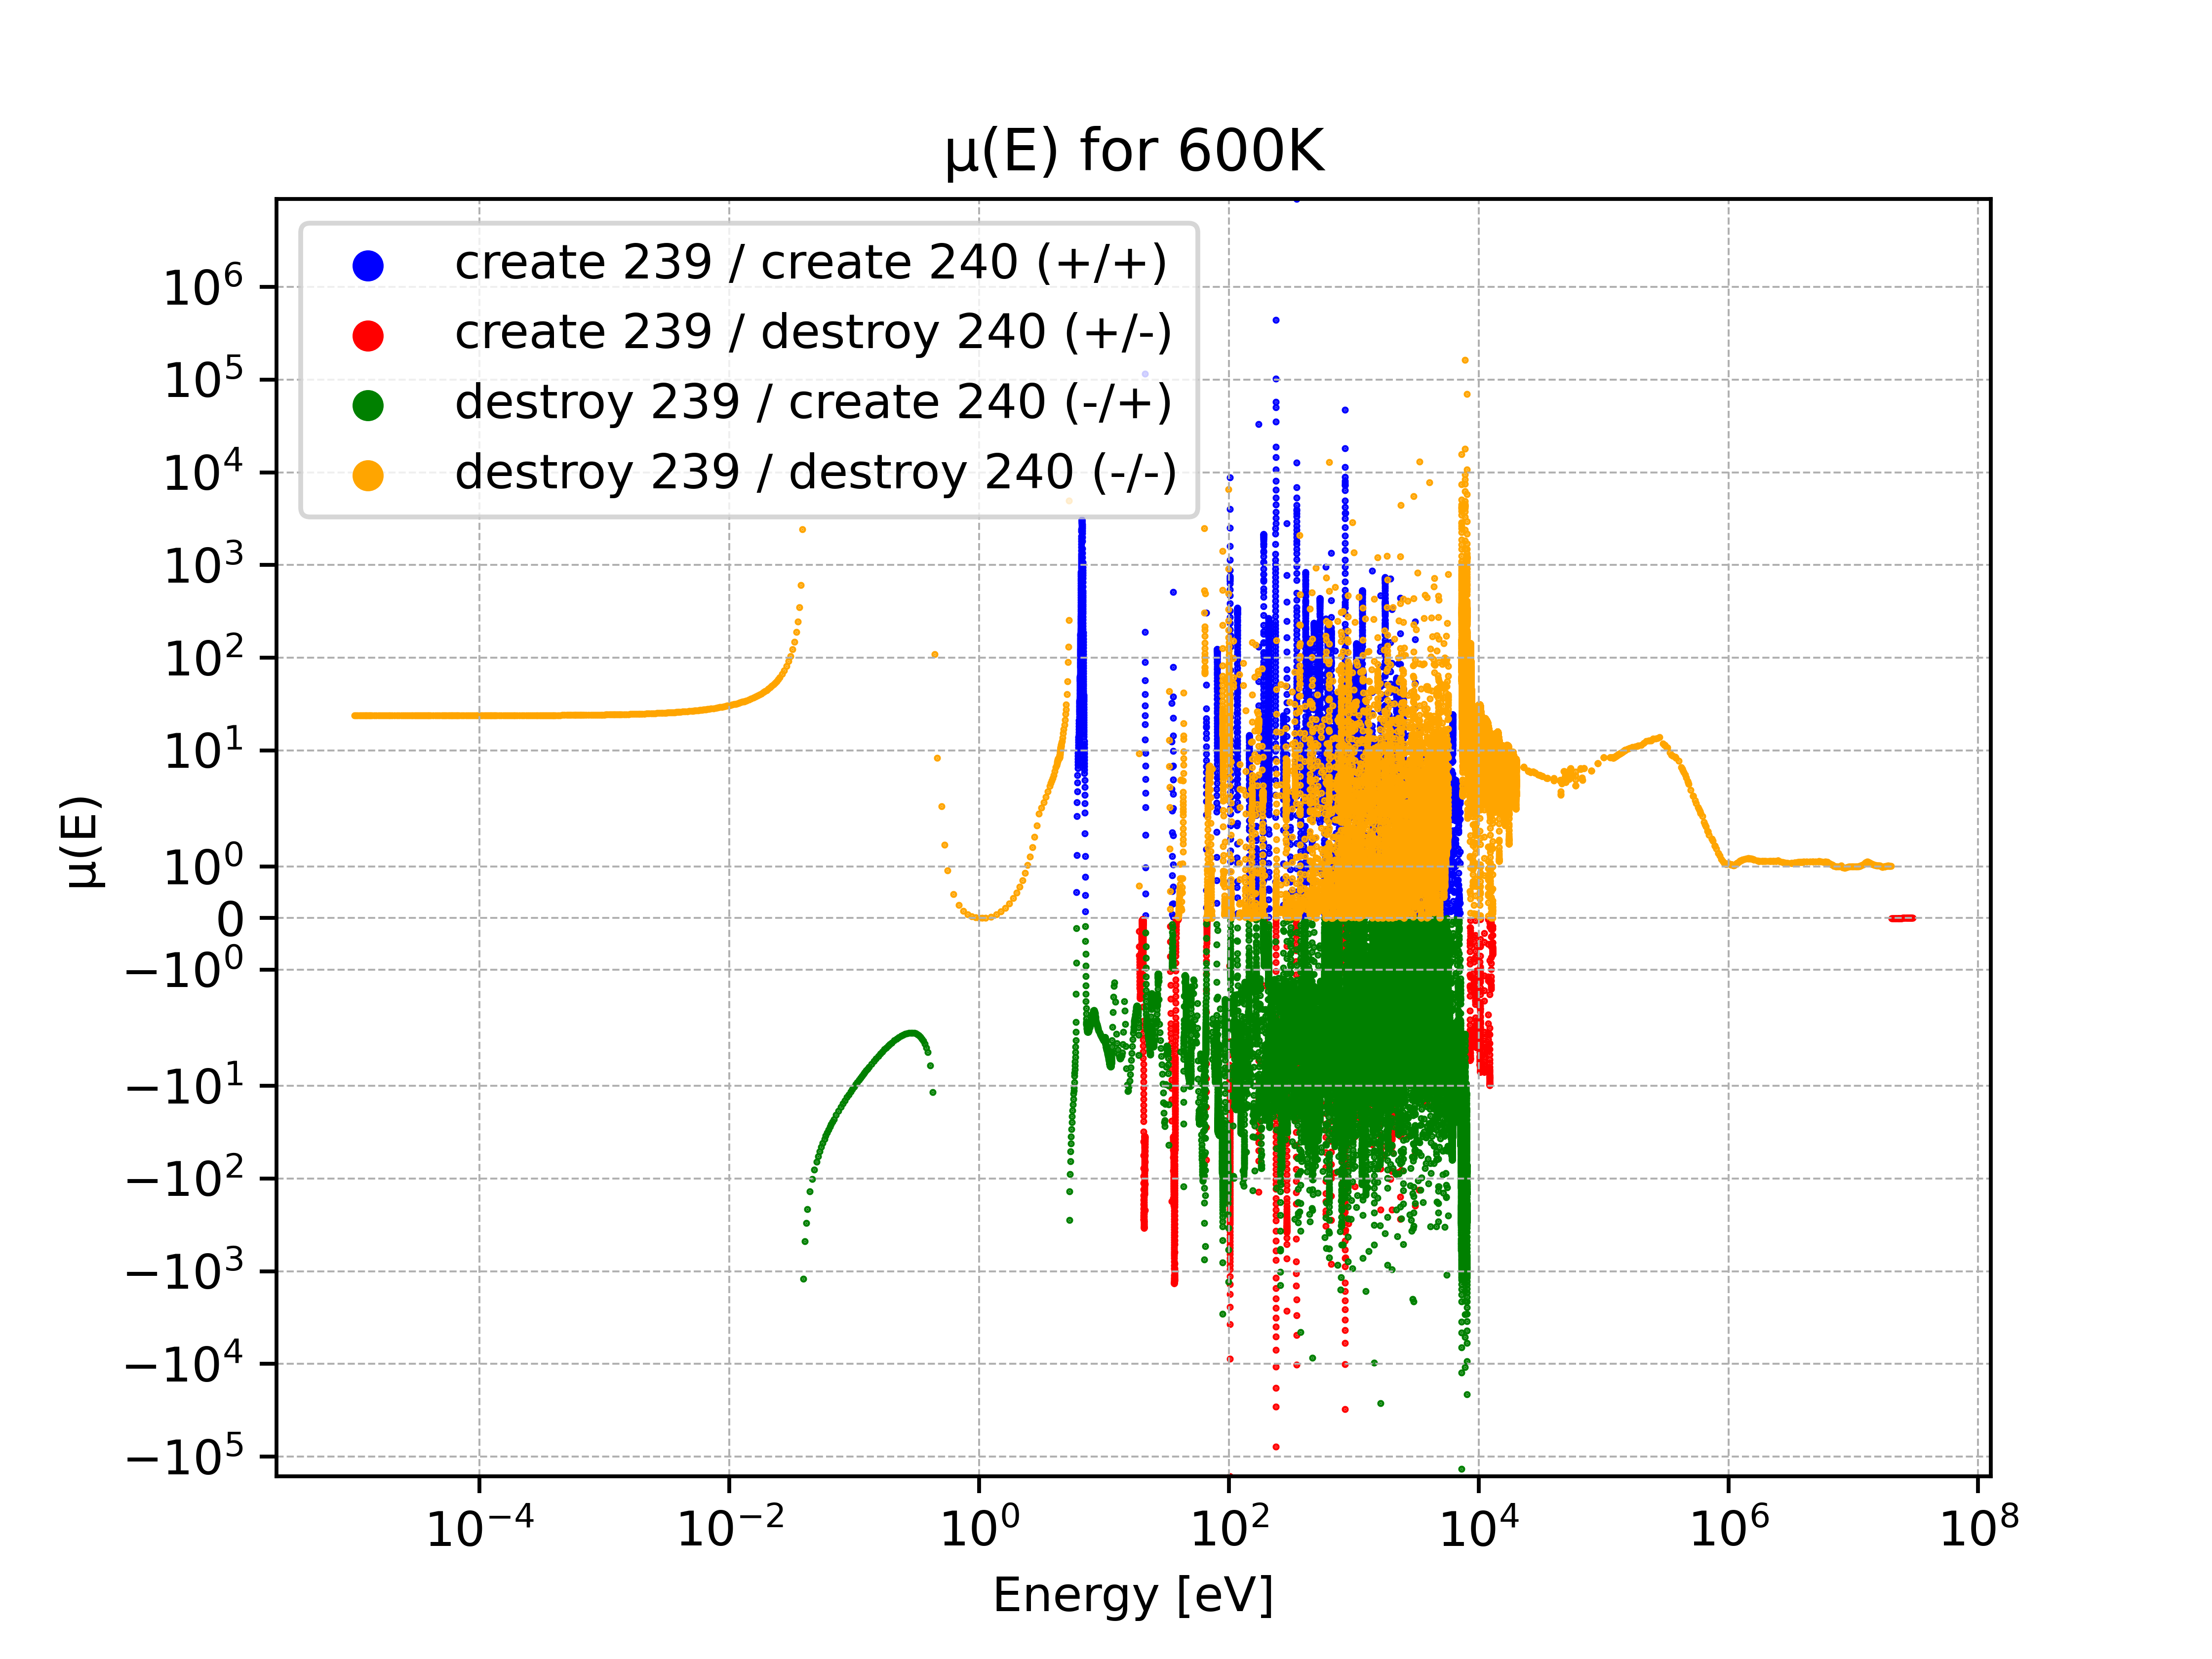 μ(E) for 600K
create 239 / create 240 (+/+)
create 239 / destroy 240 (+/-)
destroy 239 / create 240 (-/+)
destroy 239 / destroy 240 (-/-)
μ(E)
10⁶
10⁵
10⁴
10³
10²
10¹
10⁰
0
−10⁰
−10¹
−10²
−10³
−10⁴
−10⁵
10⁻⁴ 10⁻² 10⁰ 10² 10⁴ 10⁶ 10⁸
Energy [eV]